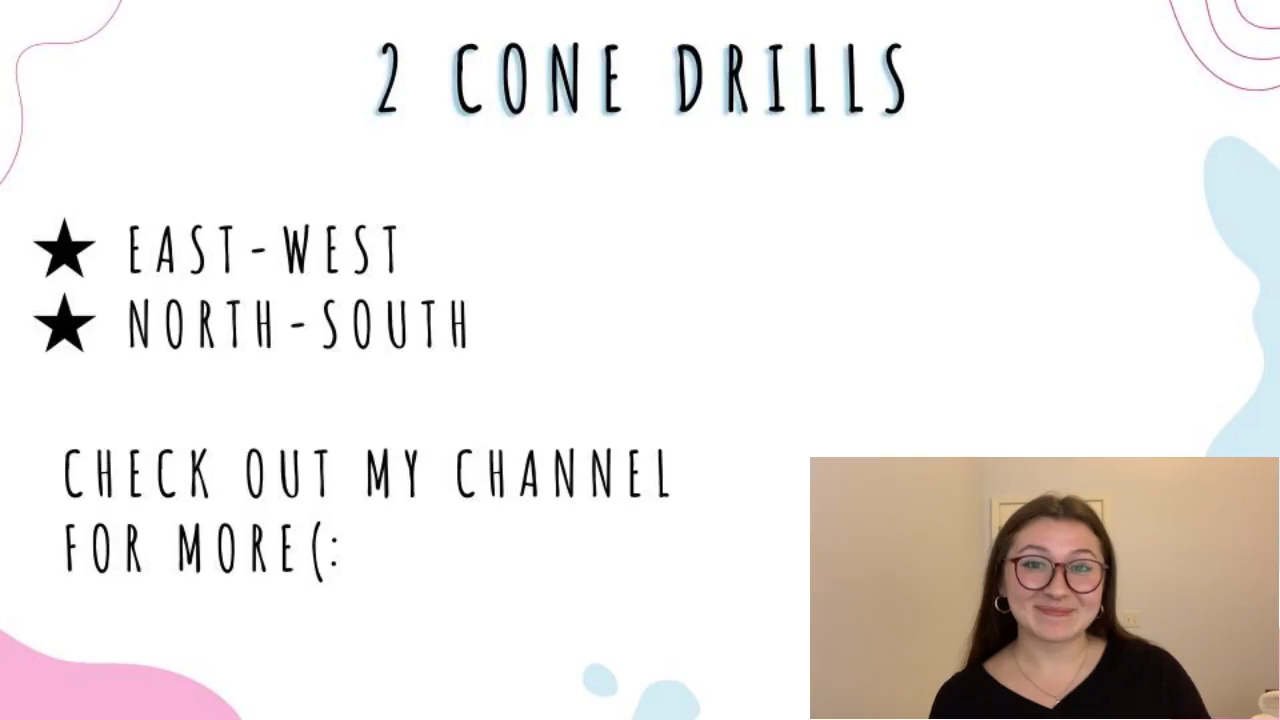 2 CONE DRILLS
★ EAST-WEST
★ NORTH-SOUTH
CHECK OUT MY CHANNEL
FOR MORE(: